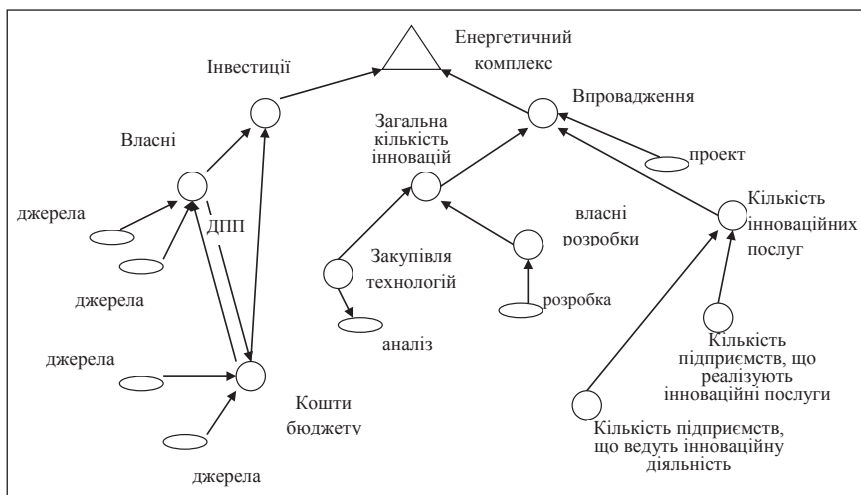 Енергетичний
комплекс
Інвестиції
Впровадження
Загальна
кількість
інновацій
Власні
проект
джерела
ДПП
власні
розробки
Кількість
інноваційних
послуг
Закупівля
технологій
джерела
розробка
аналіз
джерела
Кількість
підприємств, що
реалізують
інноваційні послуги
Кошти
бюджету
Кількість підприємств,
що ведуть інноваційну
діяльність
джерела